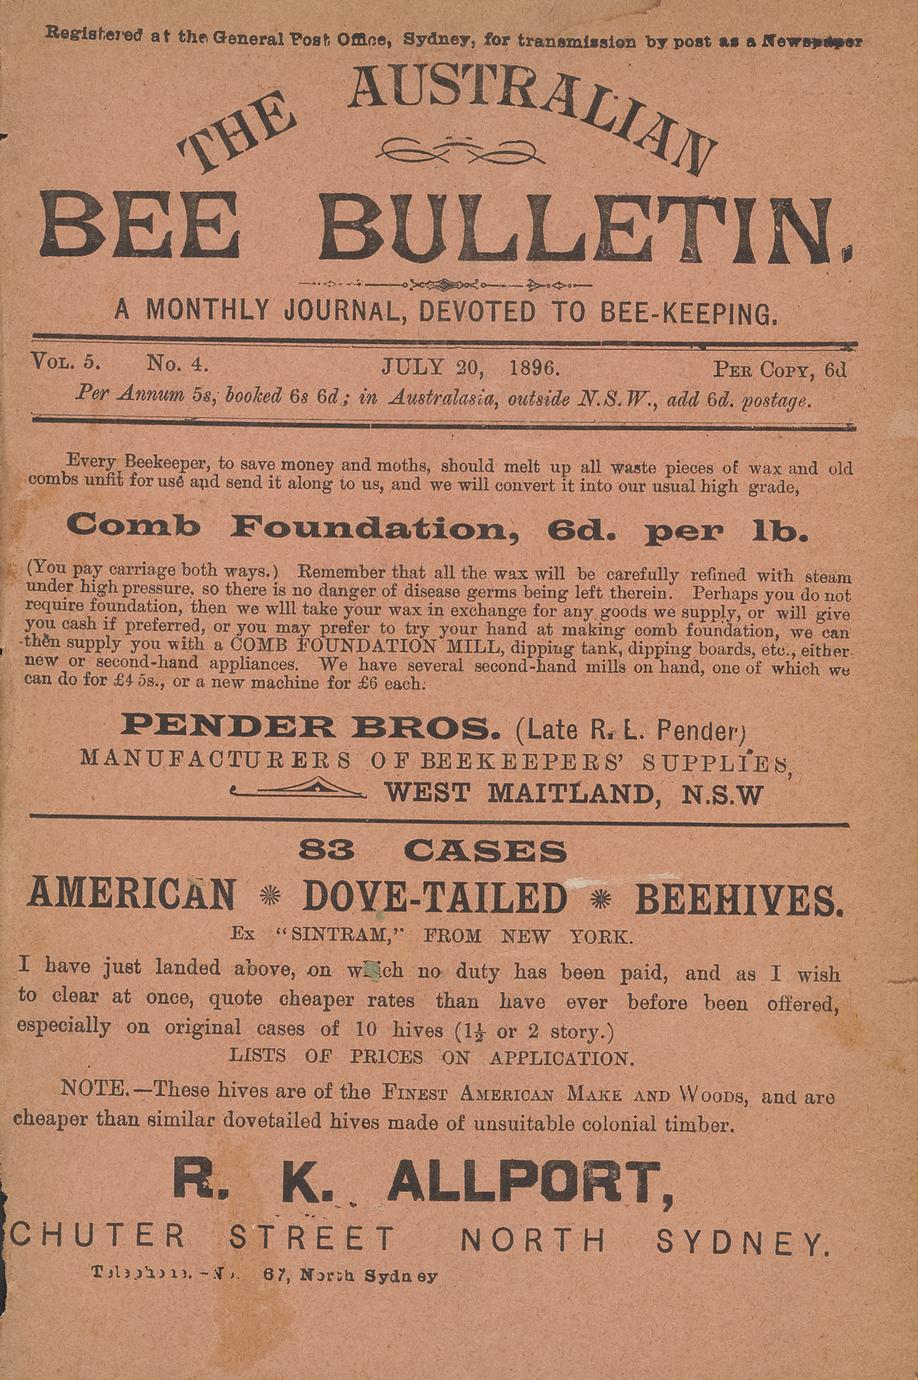 Registered at the General Post Office, Sydney, for transmission by post as a Newspaper
THE AUSTRALIAN
BEE BULLETIN.
A MONTHLY JOURNAL, DEVOTED TO BEE-KEEPING.
VOL. 5. No. 4. JULY 20, 1896. PER COPY, 6d
Per Annum 5s, booked 6s 6d; in Australasia, outside N.S.W., add 6d. postage.
Every Beekeeper, to save money and moths, should melt up all waste pieces of wax and old
combs unfit for use and send it along to us, and we will convert it into our usual high grade,
Comb Foundation, 6d. per lb.
(You pay carriage both ways.) Remember that all the wax will be carefully refined with steam
under high pressure, so there is no danger of disease germs being left therein. Perhaps you do not
require foundation, then we wlll take your wax in exchange for any goods we supply, or will give
you cash if preferred, or you may prefer to try your hand at making comb foundation, we can
then supply you with a COMB FOUNDATION MILL, dipping tank, dipping boards, etc., either
new or second-hand appliances. We have several second-hand mills on hand, one of which we
can do for £4 5s., or a new machine for £6 each.
PENDER BROS. (Late R. L. Pender)
MANUFACTURERS OF BEEKEEPERS' SUPPLIES,
WEST MAITLAND, N.S.W
83 CASES
AMERICAN DOVE-TAILED BEEHIVES.
Ex "SINTRAM," FROM NEW YORK.
I have just landed above, on which no duty has been paid, and as I wish
to clear at once, quote cheaper rates than have ever before been offered,
especially on original cases of 10 hives (1½ or 2 story.)
LISTS OF PRICES ON APPLICATION.
NOTE.—These hives are of the FINEST AMERICAN MAKE AND WOODS, and are
cheaper than similar dovetailed hives made of unsuitable colonial timber.
R. K. ALLPORT,
CHUTER STREET NORTH SYDNEY.
Telephone.-No. 67, North Sydney